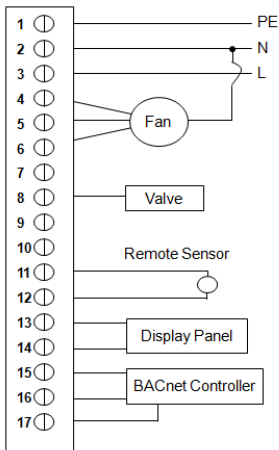 1 PE
2 N
3 L
4
5 Fan
6
7
8 Valve
9
10
Remote Sensor
11
12
13
Display Panel
14
15
BACnet Controller
16
17